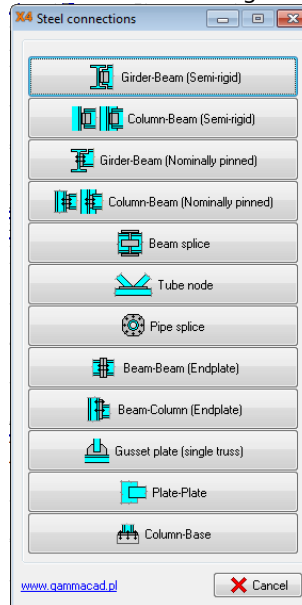 X4 Steel connections
Girder-Beam (Semi-rigid)
Column-Beam (Semi-rigid)
Girder-Beam (Nominally pinned)
Column-Beam (Nominally pinned)
Beam splice
Tube node
Pipe splice
Beam-Beam (Endplate)
Beam-Column (Endplate)
Gusset plate (single truss)
Plate-Plate
Column-Base
www.gammacad.pl Cancel